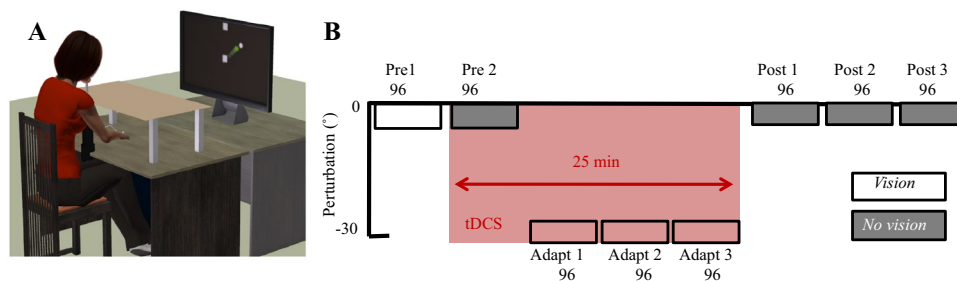 A
B
Pre1
96
Pre 2
96
Post 1
96
Post 2
96
Post 3
96
0
Perturbation (˚)
-30
25 min
tDCS
Adapt 1
96
Adapt 2
96
Adapt 3
96
Vision
No vision